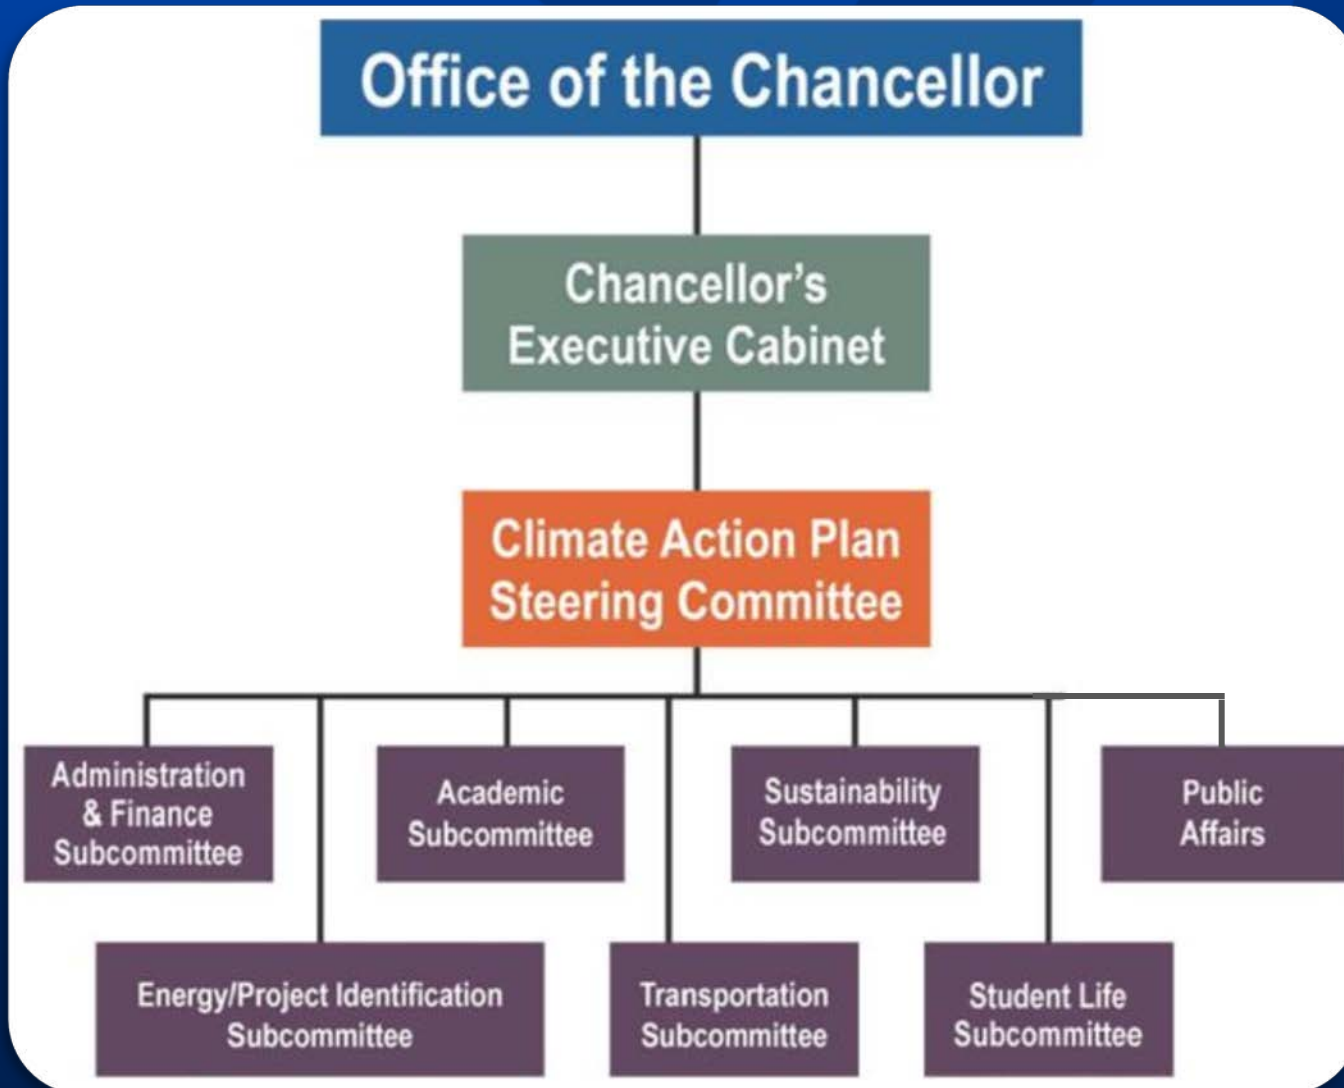 Office of the Chancellor
Chancellor's
Executive Cabinet
Climate Action Plan
Steering Committee
Administration
& Finance
Subcommittee
Academic
Subcommittee
Sustainability
Subcommittee
Public
Affairs
Energy/Project Identification
Subcommittee
Transportation
Subcommittee
Student Life
Subcommittee